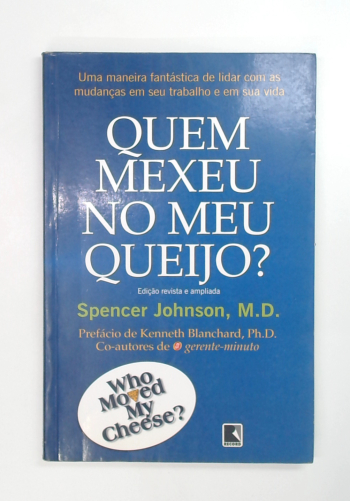 Uma maneira fantástica de lidar com as
mudanças em seu trabalho e em sua vida
QUEM
MEXEU
NO MEU
QUEIJO?
Edição revista e ampliada
Spencer Johnson, M.D.
Prefácio de Kenneth Blanchard, Ph.D.
Co-autores de O gerente-minuto
Who
Moved
My
Cheese?
RECORD